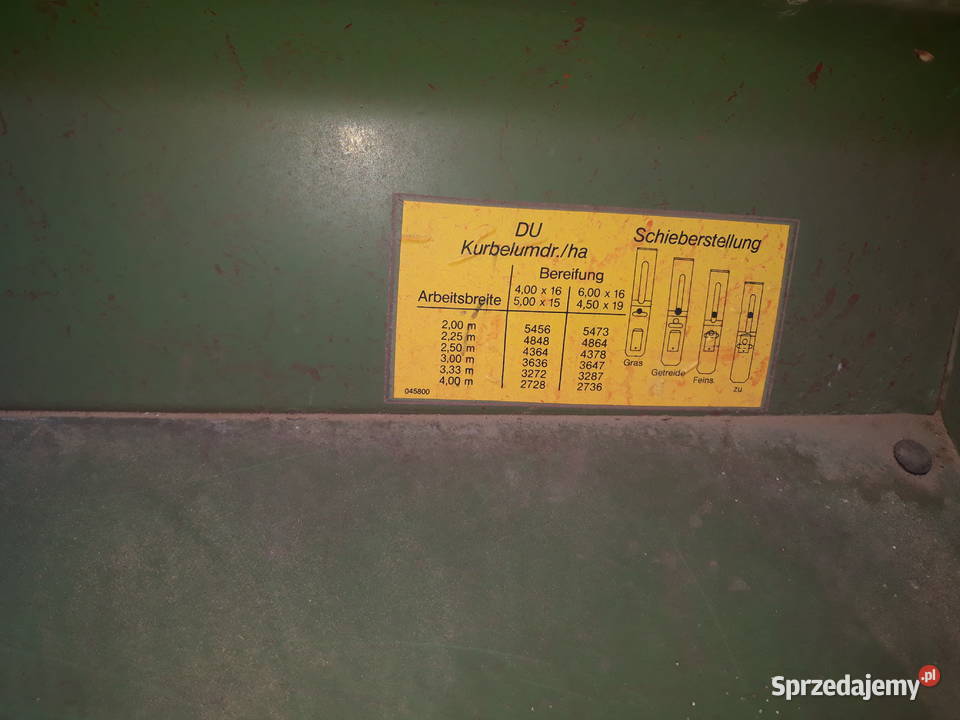 DU
Kurbelumdr./ha
Bereifung
Arbeitsbreite
4,00 x 16 6,00 x 16
5,00 x 15 4,50 x 19
2,00 m 5456 5473
2,25 m 4848 4864
2,50 m 4364 4378
3,00 m 3636 3647
3,33 m 3272 3287
4,00 m 2728 2736
045800
Schieberstellung
Gras
Getreide
Feins.
zu
Sprzedajemy.pl